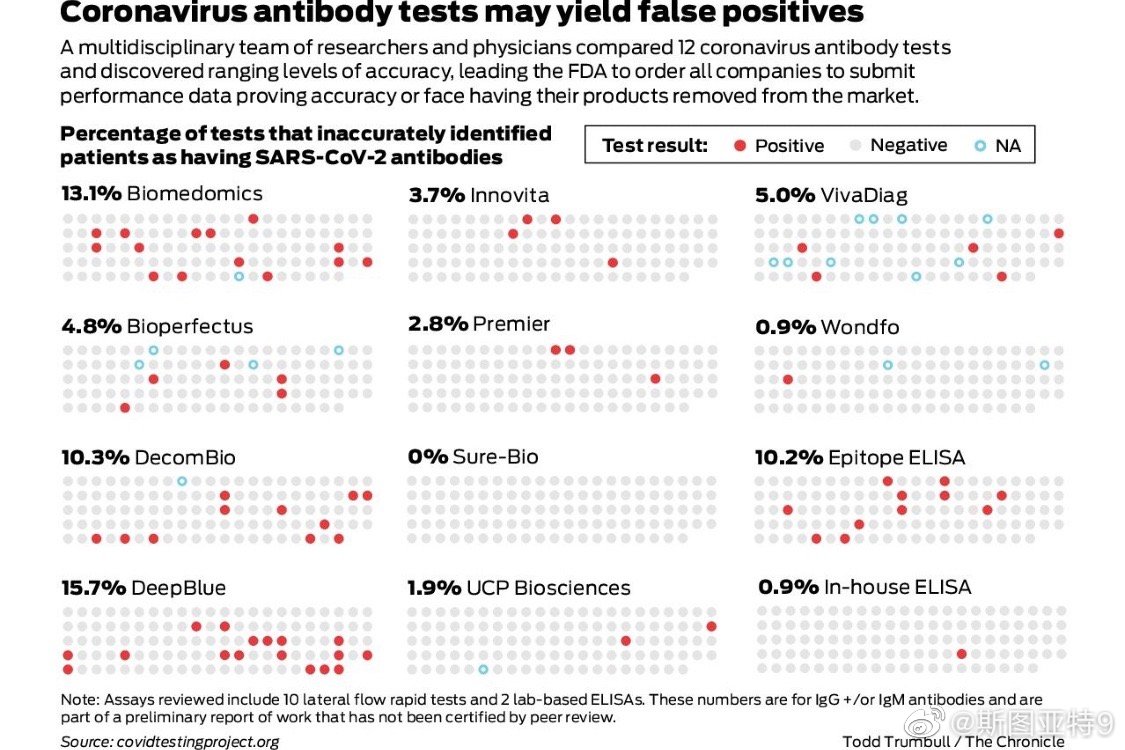 Coronavirus antibody tests may yield false positives
A multidisciplinary team of researchers and physicians compared 12 coronavirus antibody tests
and discovered ranging levels of accuracy, leading the FDA to order all companies to submit
performance data proving accuracy or face having their products removed from the market.
Percentage of tests that inaccurately identified
patients as having SARS-CoV-2 antibodies
Test result: Positive Negative NA
13.1% Biomedomics
3.7% Innovita
5.0% VivaDiag
4.8% Bioperfectus
2.8% Premier
0.9% Wondfo
10.3% DecomBio
0% Sure-Bio
10.2% Epitope ELISA
15.7% DeepBlue
1.9% UCP Biosciences
0.9% In-house ELISA
Note: Assays reviewed include 10 lateral flow rapid tests and 2 lab-based ELISAs. These numbers are for IgG +/or IgM antibodies and are
part of a preliminary report of work that has not been certified by peer review.
Source: covidtestingproject.org
Todd Trumbull / The Chronicle
@斯图亚特9